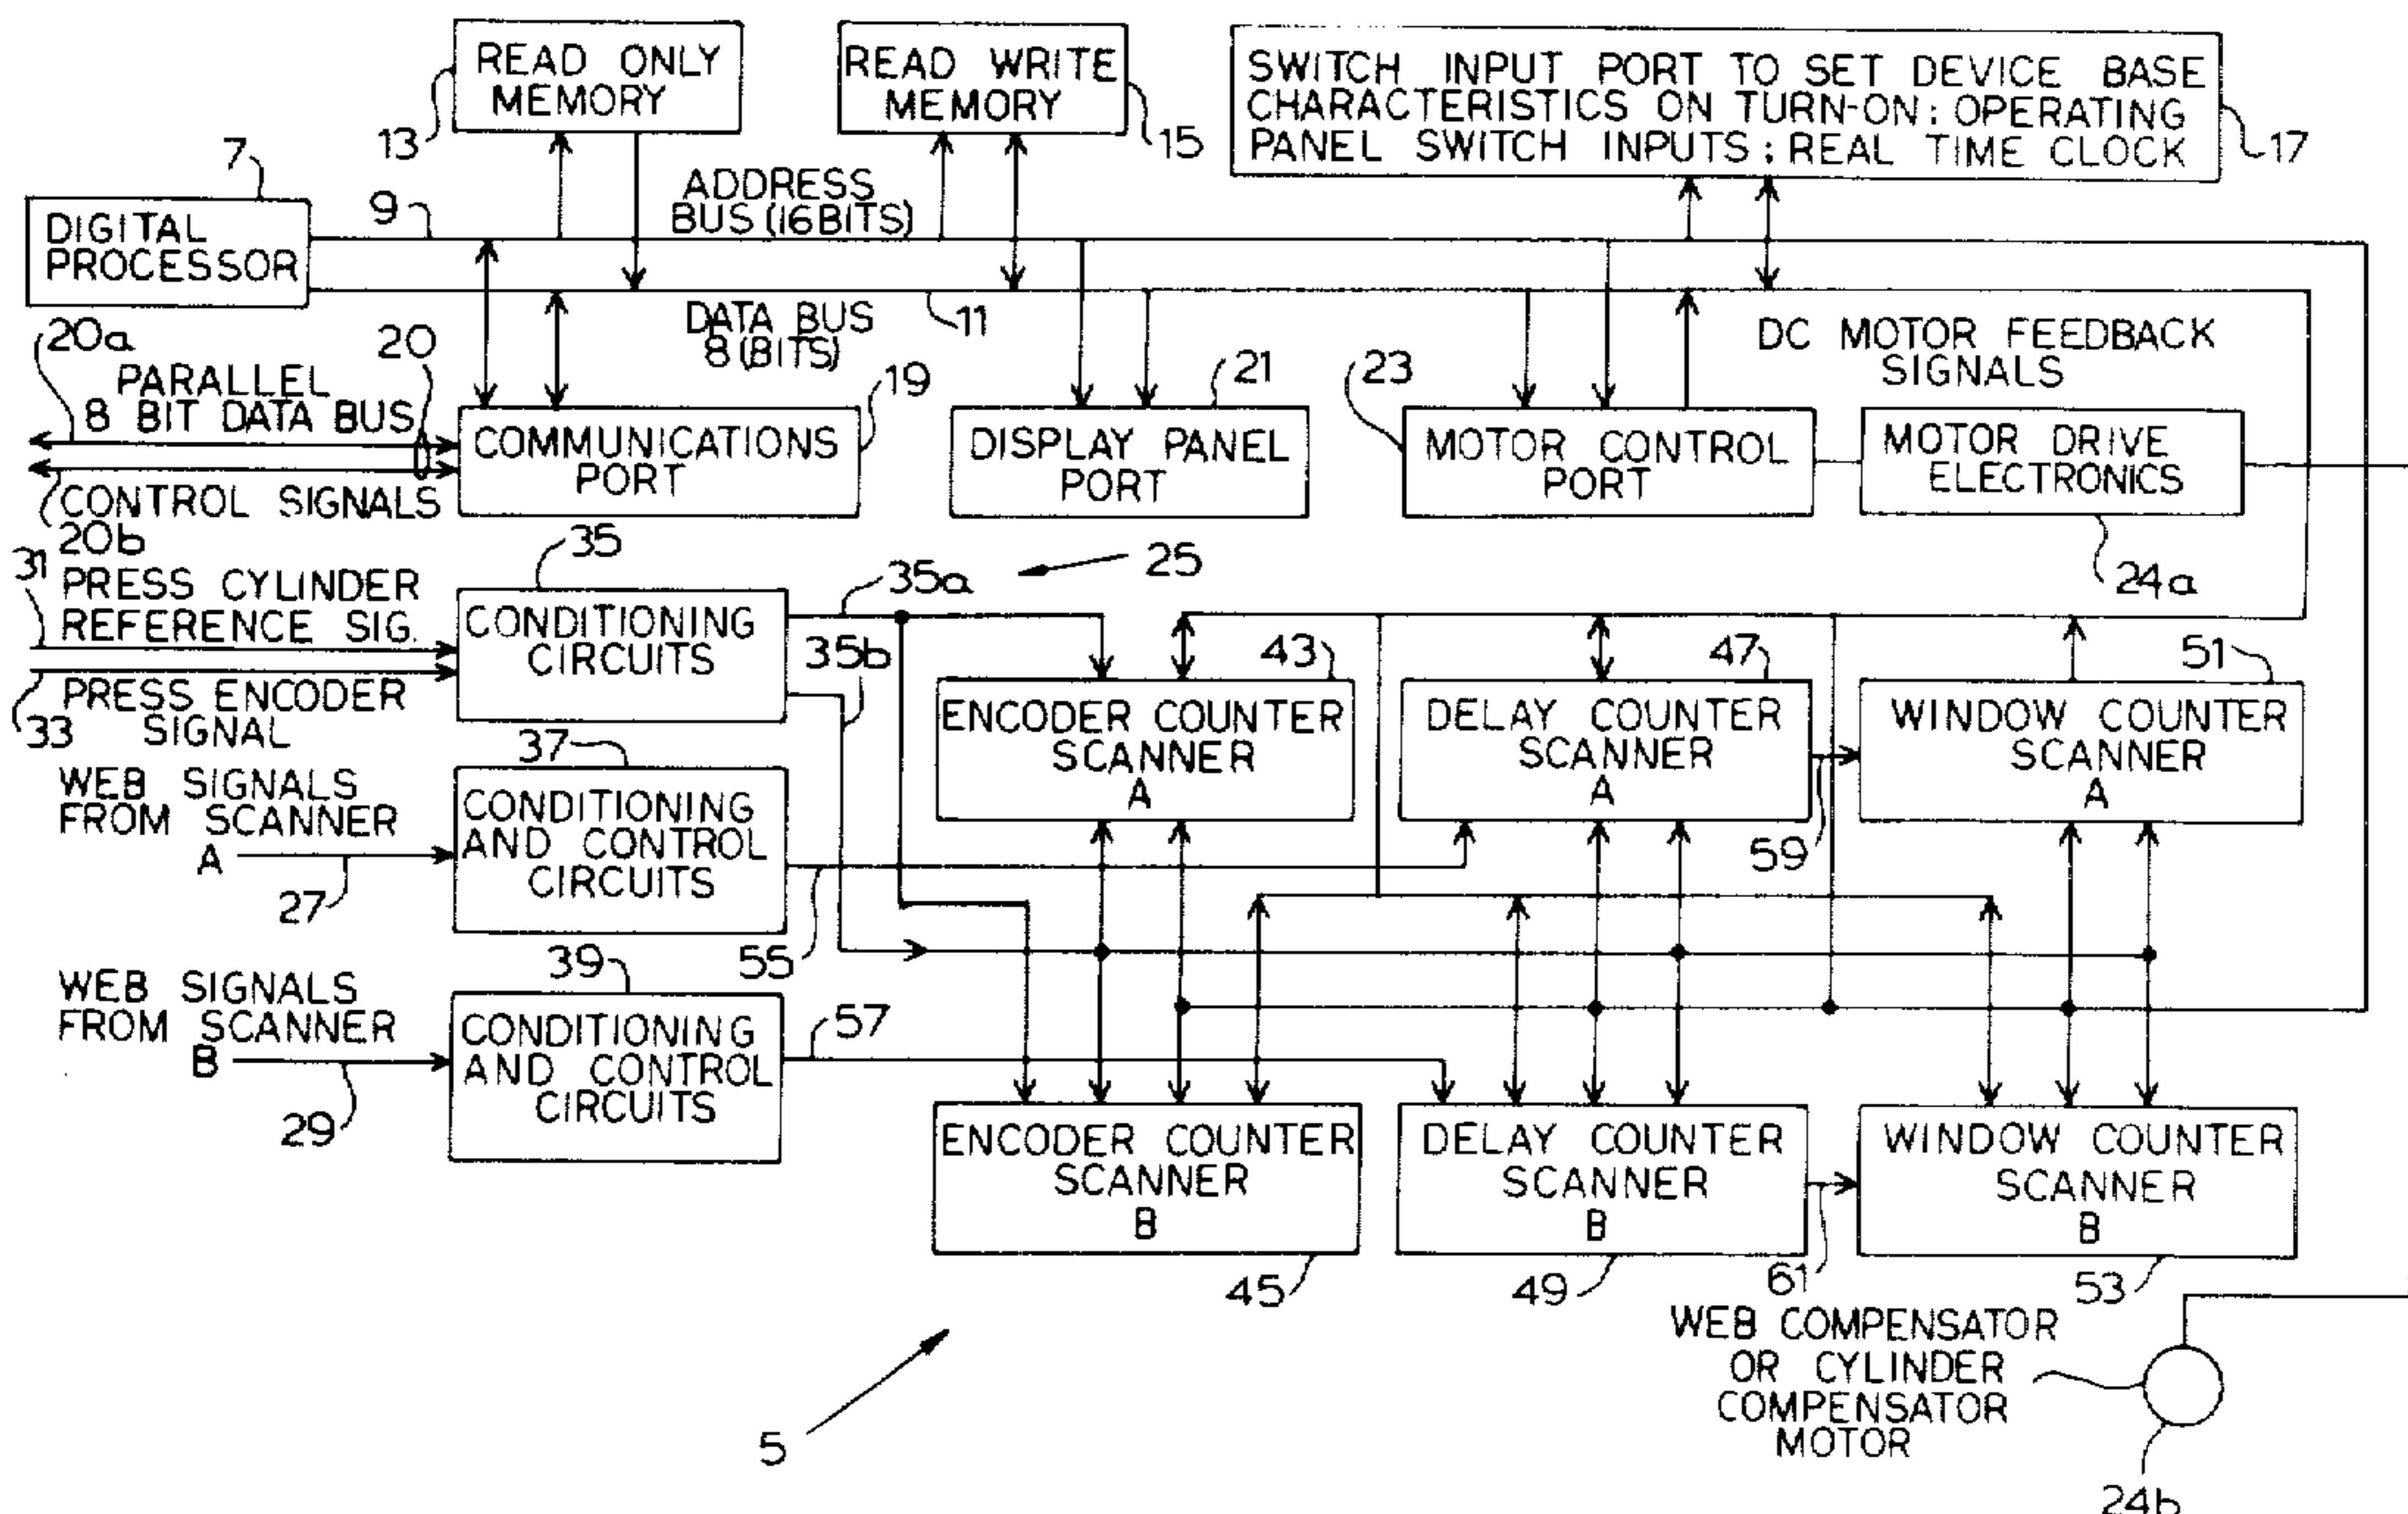 READ ONLY
MEMORY
13
READ WRITE
MEMORY
15
SWITCH INPUT PORT TO SET DEVICE BASE
CHARACTERISTICS ON TURN-ON: OPERATING
PANEL SWITCH INPUTS; REAL TIME CLOCK
17
7
DIGITAL
PROCESSOR
9
ADDRESS
BUS (16 BITS)
DATA BUS
8 (BITS)
11
20a
20
PARALLEL
8 BIT DATA BUS
CONTROL SIGNALS
20b
COMMUNICATIONS
PORT
19
DISPLAY PANEL
PORT
21
23
MOTOR CONTROL
PORT
DC MOTOR FEEDBACK
SIGNALS
MOTOR DRIVE
ELECTRONICS
24a
25
31
PRESS CYLINDER
REFERENCE SIG.
PRESS ENCODER
SIGNAL
33
35
CONDITIONING
CIRCUITS
35a
35b
43
ENCODER COUNTER
SCANNER
A
47
DELAY COUNTER
SCANNER
A
59
51
WINDOW COUNTER
SCANNER
A
WEB SIGNALS
FROM SCANNER
A
27
37
CONDITIONING
AND CONTROL
CIRCUITS
55
WEB SIGNALS
FROM SCANNER
B
29
39
CONDITIONING
AND CONTROL
CIRCUITS
57
ENCODER COUNTER
SCANNER
B
45
DELAY COUNTER
SCANNER
B
49
61
WINDOW COUNTER
SCANNER
B
53
WEB COMPENSATOR
OR CYLINDER
COMPENSATOR
MOTOR
24b
5